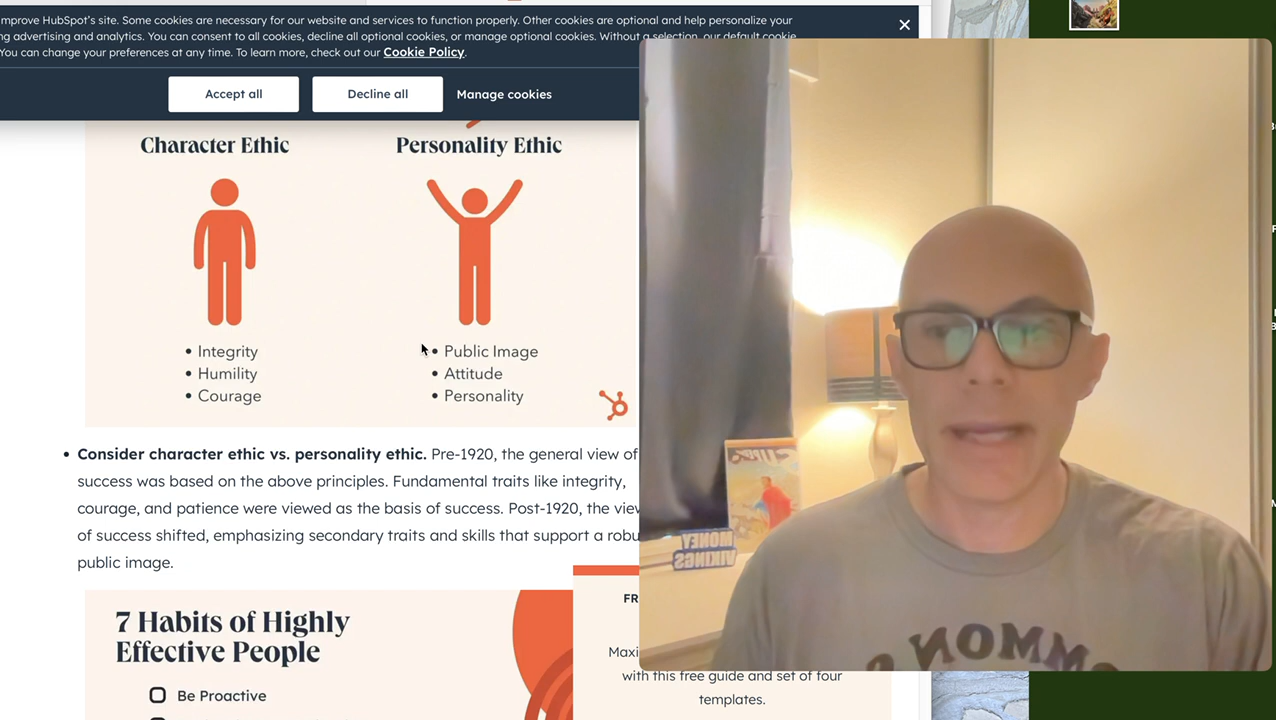 mprove HubSpot's site. Some cookies are necessary for our website and services to function properly. Other cookies are optional and help personalize your
ng advertising and analytics. You can consent to all cookies, decline all optional cookies, or manage optional cookies. Without a selection, our default cookie
You can change your preferences at any time. To learn more, check out our Cookie Policy.
Accept all
Decline all
Manage cookies
Character Ethic
• Integrity
• Humility
• Courage
Personality Ethic
• Public Image
• Attitude
• Personality
• Consider character ethic vs. personality ethic. Pre-1920, the general view of
success was based on the above principles. Fundamental traits like integrity,
courage, and patience were viewed as the basis of success. Post-1920, the view
of success shifted, emphasizing secondary traits and skills that support a robu
public image.
7 Habits of Highly
Effective People
Be Proactive
FR
Maxi
with this free guide and set of four
templates.
MONEY
VIKINGS
NOMMO